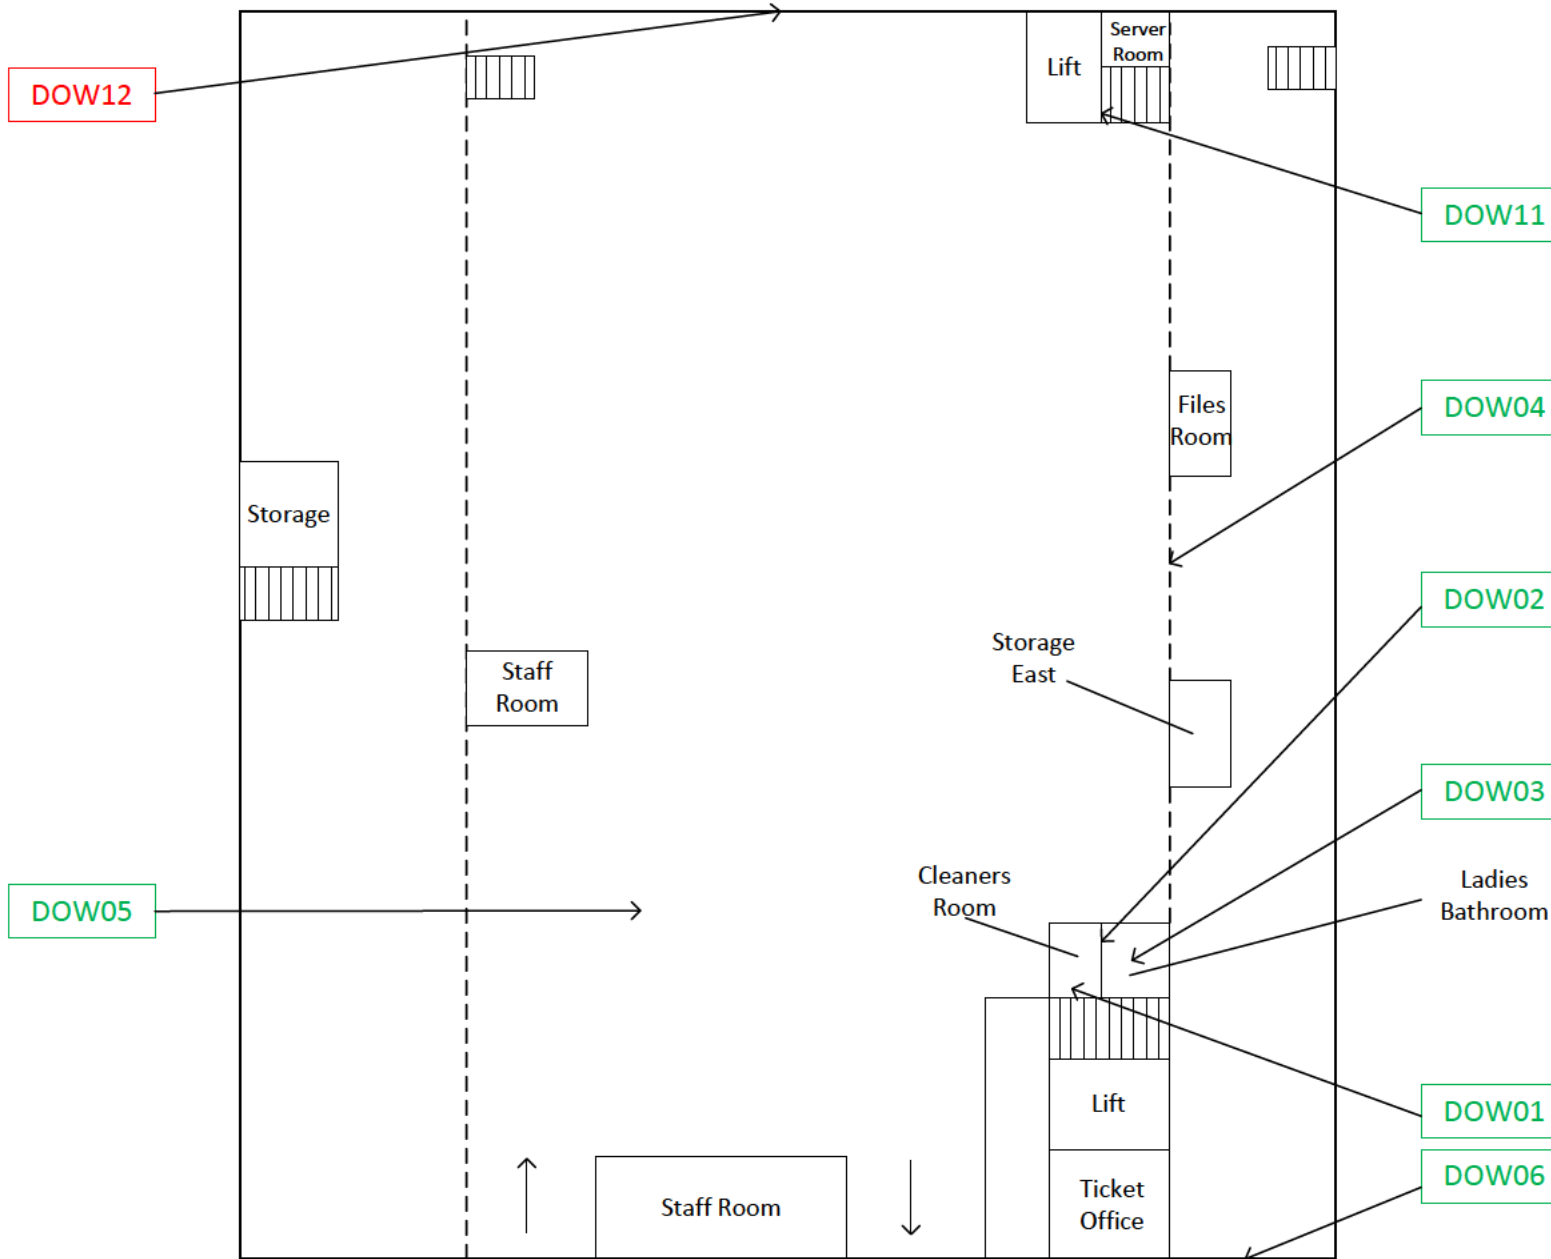 Server
Room
Lift
DOW12
DOW11
Files
Room
DOW04
Storage
DOW02
Storage
East
Staff
Room
DOW03
Cleaners
Room
Ladies
Bathroom
DOW05
Lift
DOW01
DOW06
Staff Room
Ticket
Office